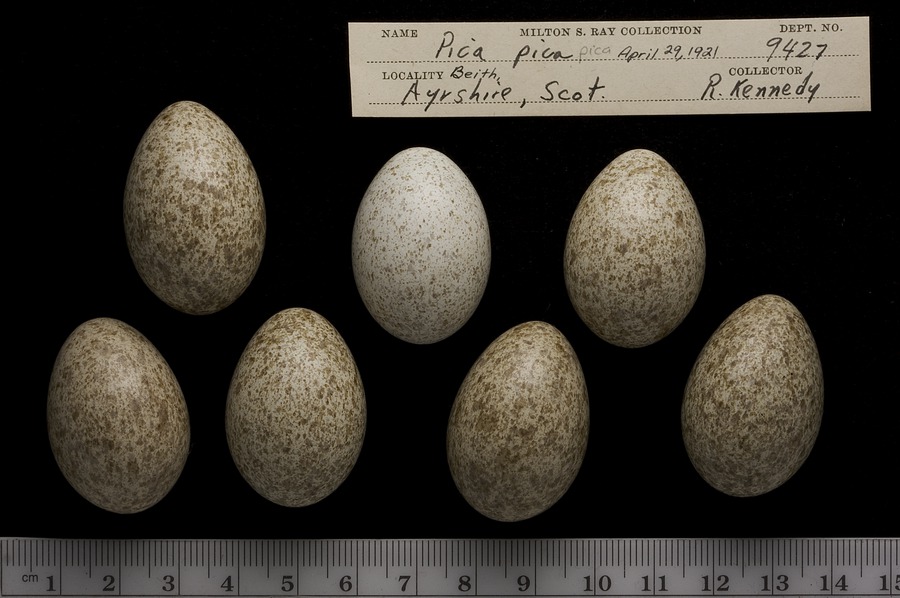 NAME Pica pica pica MILTON S. RAY COLLECTION April 29, 1921 DEPT. NO. 9427
LOCALITY Beith, Ayrshire, Scot. COLLECTOR R. Kennedy
cm 1 2 3 4 5 6 7 8 9 10 11 12 13 14 15